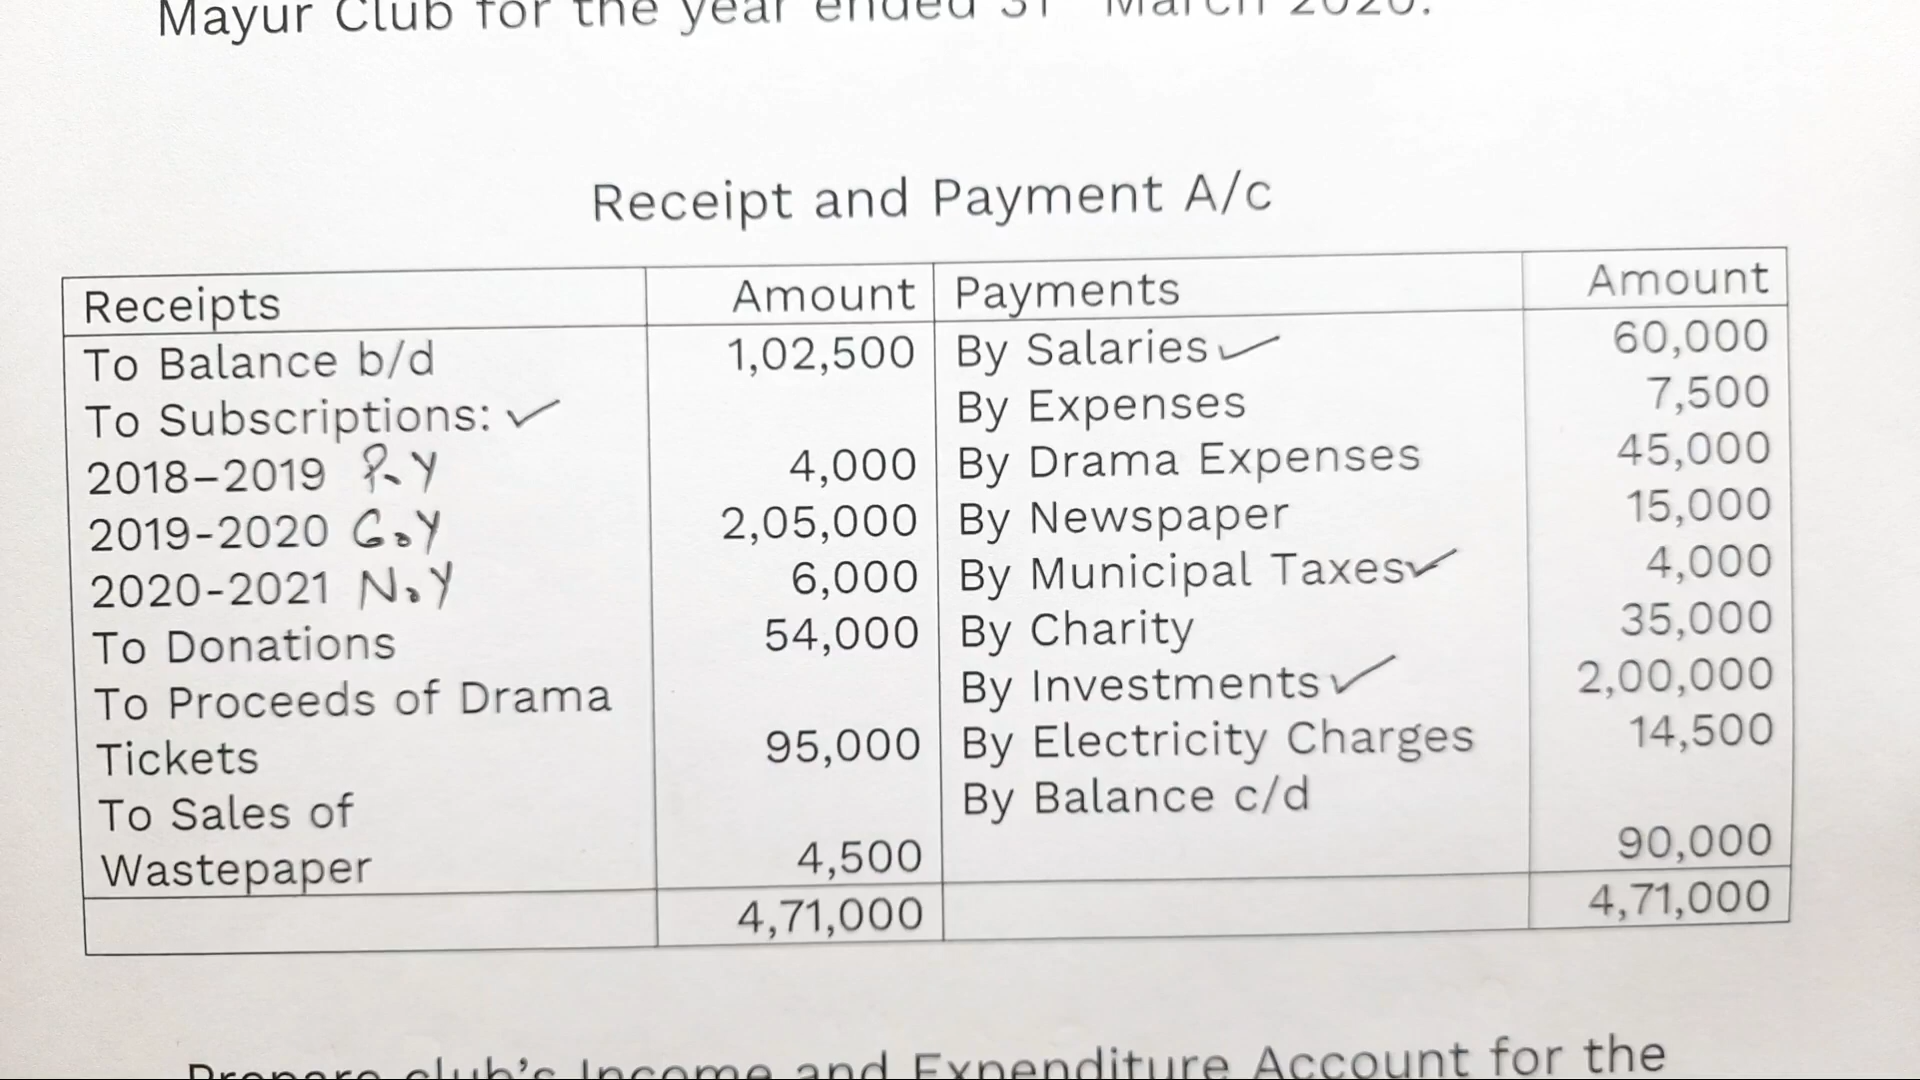 Mayur Club for the year ended 31 March 2020.
Receipt and Payment A/c
Receipts Amount Payments Amount
To Balance b/d 1,02,500 By Salaries ✓ 60,000
To Subscriptions: ✓ By Expenses 7,500
2018-2019 P.Y 4,000 By Drama Expenses 45,000
2019-2020 C.Y 2,05,000 By Newspaper 15,000
2020-2021 N.Y 6,000 By Municipal Taxes ✓ 4,000
To Donations 54,000 By Charity 35,000
To Proceeds of Drama By Investments ✓ 2,00,000
Tickets 95,000 By Electricity Charges 14,500
To Sales of By Balance c/d
Wastepaper 4,500 90,000
4,71,000 4,71,000
Prepare club's Income and Expenditure Account for the